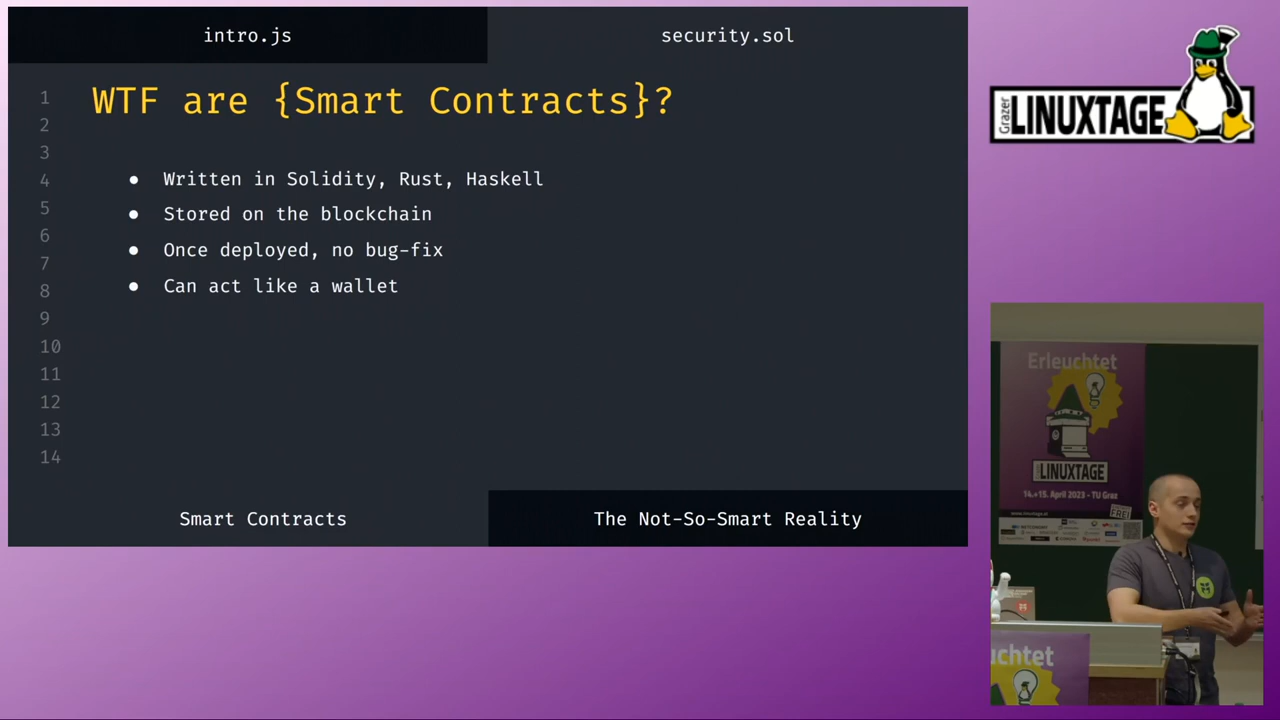 intro.js
security.sol
1
2
3
4
5
6
7
8
9
10
11
12
13
14
WTF are {Smart Contracts}?
● Written in Solidity, Rust, Haskell
● Stored on the blockchain
● Once deployed, no bug-fix
● Can act like a wallet
Smart Contracts
The Not-So-Smart Reality
Grazer
LINUXTAGE
Erleuchtet
LINUXTAGE
14.+15. April 2023 - TU Graz
FREI
uchtet